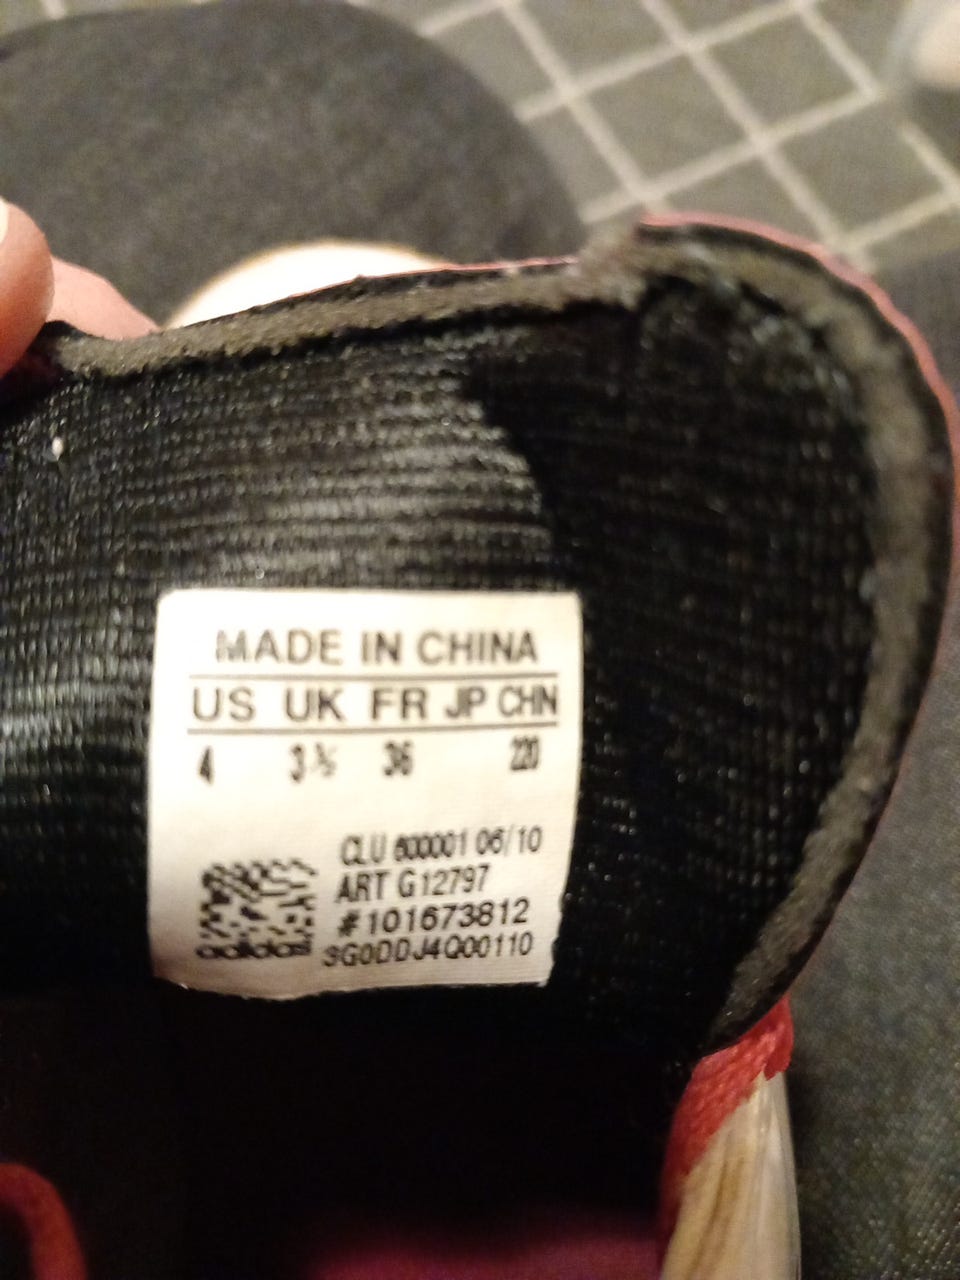 MADE IN CHINA
US UK FR JP CHN
4 3½ 36 220
CLU 600001 06/10
ART G12797
#101673812
adidas 3G0DDJ4Q00110